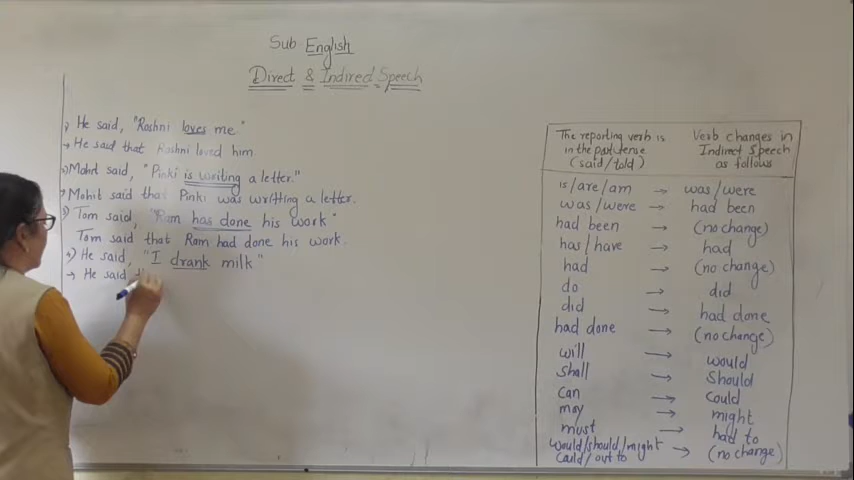 Sub English
Direct & Indirect Speech
1) He said, "Roshni loves me."
→ He said that Roshni loved him.
2) Mohit said, "Pinki is writing a letter."
→ Mohit said that Pinki was writting a letter.
3) Tom said, "Ram has done his work"
Tom said that Ram had done his work.
4) He said, "I drank milk"
→ He said
The reporting verb is in the past tense (said/told)
Verb changes in Indirect Speech as follows
is/are/am → was/were
was/were → had been
had been → (no change)
has/have → had
had → (no change)
do → did
did → had done
had done → (no change)
will → would
shall → should
can → could
may → might
must → had to
would/should/might
could/out to → (no change)